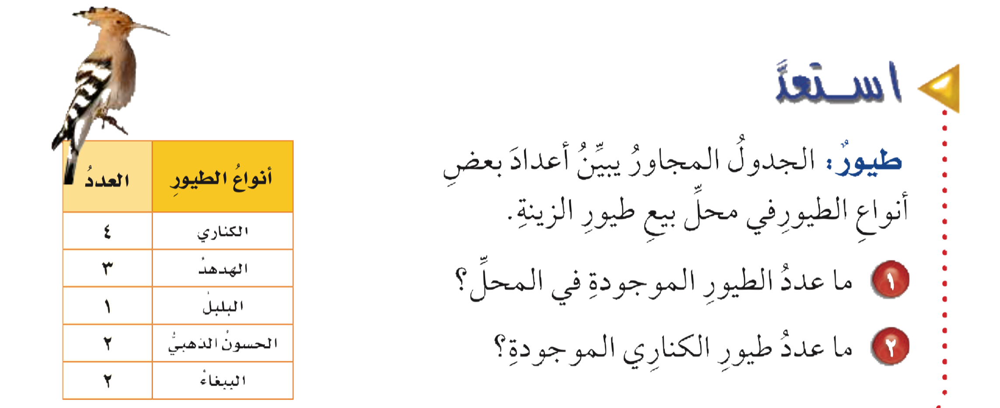 استعدَّ
طيورٌ: الجدولُ المجاورُ يبيِّنُ أعدادَ بعضِ
أنواعِ الطيورِ في محلِّ بيعِ طيورِ الزينةِ.
١ ما عددُ الطيورِ الموجودةِ في المحلِّ؟
٢ ما عددُ طيورِ الكنارِي الموجودةِ؟
أنواعُ الطيورِ العددُ
الكناري ٤
الهدهدُ ٣
البلبلُ ١
الحسونُ الذهبيُّ ٢
الببغاءُ ٢